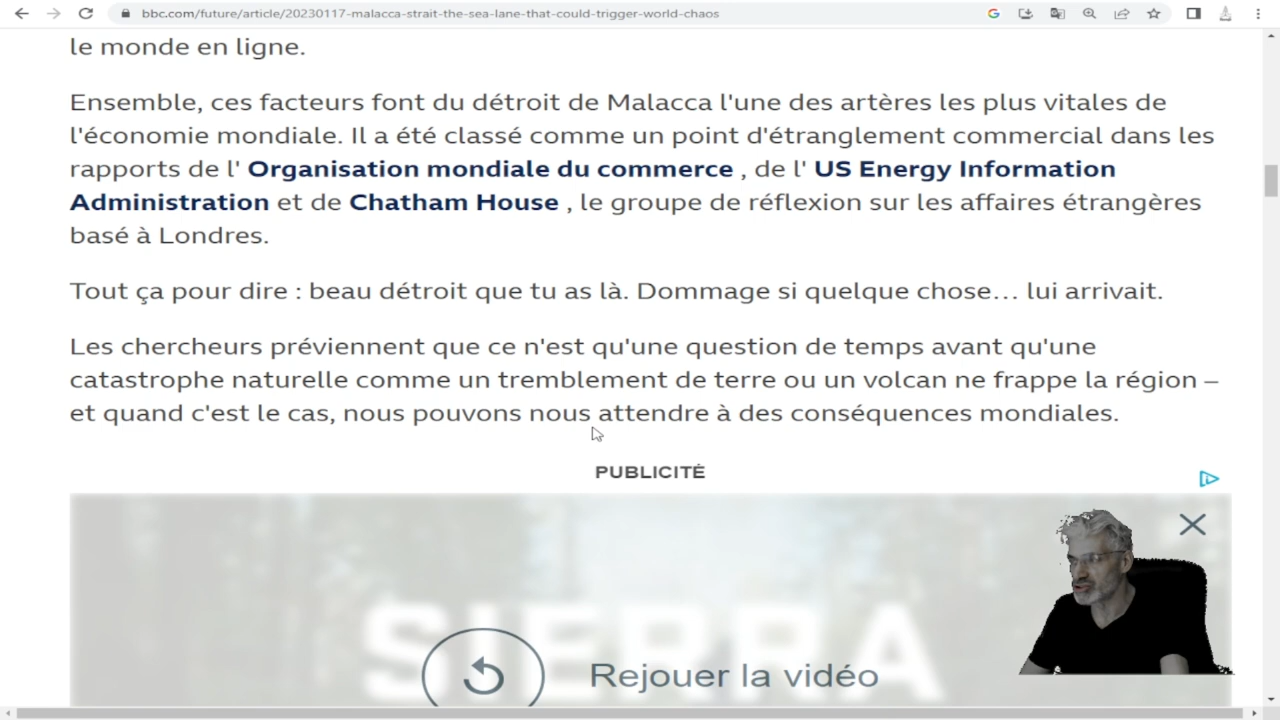 bbc.com/future/article/20230117-malacca-strait-the-sea-lane-that-could-trigger-world-chaos
le monde en ligne.
Ensemble, ces facteurs font du détroit de Malacca l'une des artères les plus vitales de
l'économie mondiale. Il a été classé comme un point d'étranglement commercial dans les
rapports de l' Organisation mondiale du commerce , de l' US Energy Information
Administration et de Chatham House , le groupe de réflexion sur les affaires étrangères
basé à Londres.
Tout ça pour dire : beau détroit que tu as là. Dommage si quelque chose… lui arrivait.
Les chercheurs préviennent que ce n'est qu'une question de temps avant qu'une
catastrophe naturelle comme un tremblement de terre ou un volcan ne frappe la région –
et quand c'est le cas, nous pouvons nous attendre à des conséquences mondiales.
PUBLICITÉ
SIERRA
Rejouer la vidéo